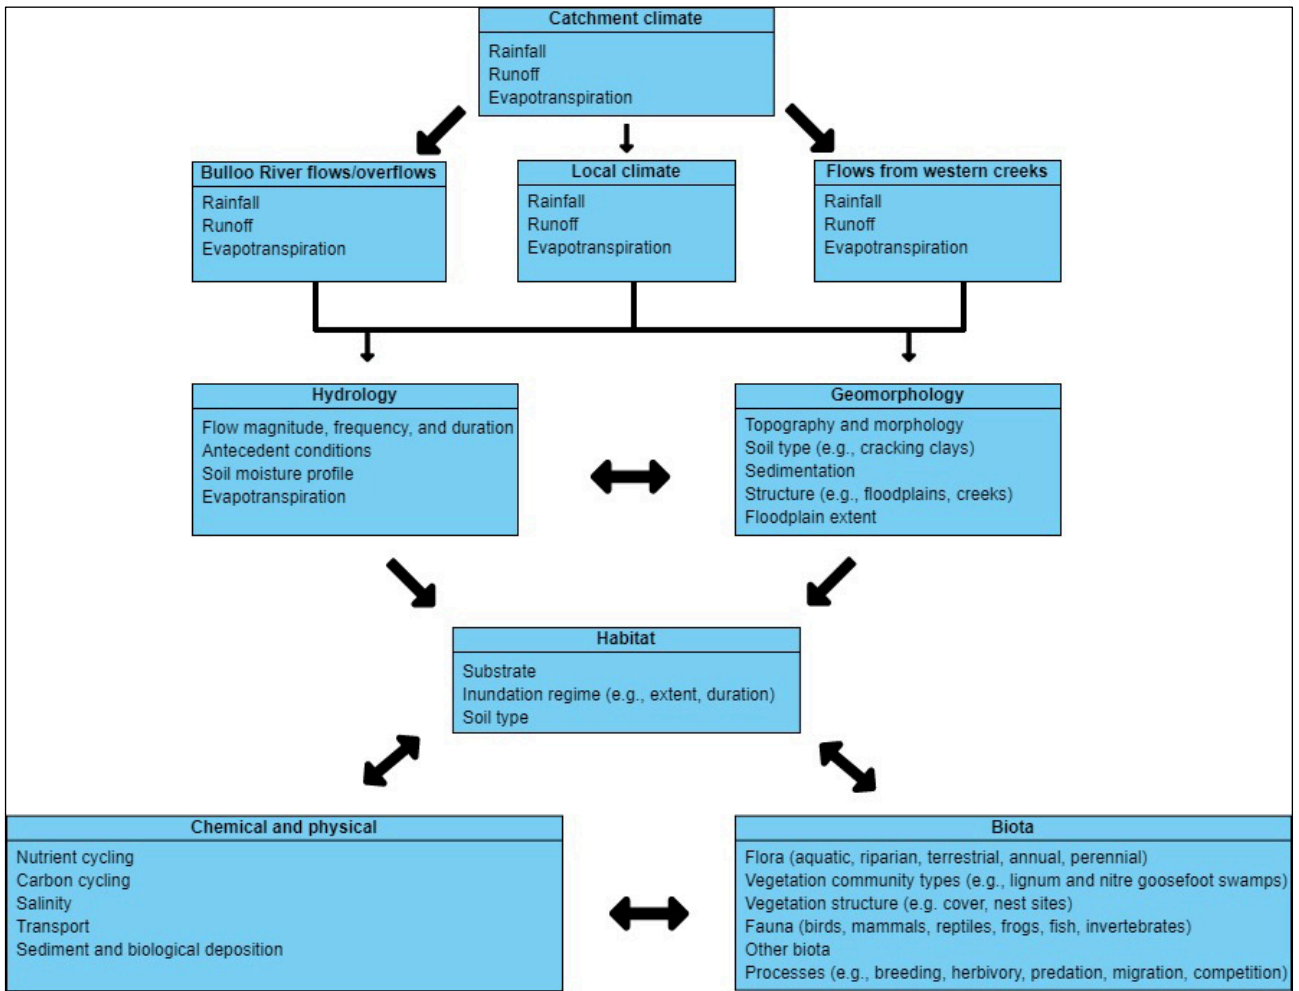 Catchment climate
Rainfall
Runoff
Evapotranspiration
Bulloo River flows/overflows
Rainfall
Runoff
Evapotranspiration
Local climate
Rainfall
Runoff
Evapotranspiration
Flows from western creeks
Rainfall
Runoff
Evapotranspiration
Hydrology
Flow magnitude, frequency, and duration
Antecedent conditions
Soil moisture profile
Evapotranspiration
Geomorphology
Topography and morphology
Soil type (e.g., cracking clays)
Sedimentation
Structure (e.g., floodplains, creeks)
Floodplain extent
Habitat
Substrate
Inundation regime (e.g., extent, duration)
Soil type
Chemical and physical
Nutrient cycling
Carbon cycling
Salinity
Transport
Sediment and biological deposition
Biota
Flora (aquatic, riparian, terrestrial, annual, perennial)
Vegetation community types (e.g., lignum and nitre goosefoot swamps)
Vegetation structure (e.g. cover, nest sites)
Fauna (birds, mammals, reptiles, frogs, fish, invertebrates)
Other biota
Processes (e.g., breeding, herbivory, predation, migration, competition)